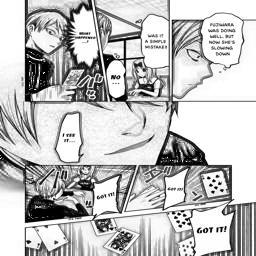 FUJIWARA
WAS DOING
WELL, BUT
NOW SHE'S
SLOWING
DOWN
WAS IT
A SIMPLE
MISTAKE?
WHAT
HAPPENED...?
NO...
I SEE
IT...
GOT IT!
GOT IT!
GOT IT!